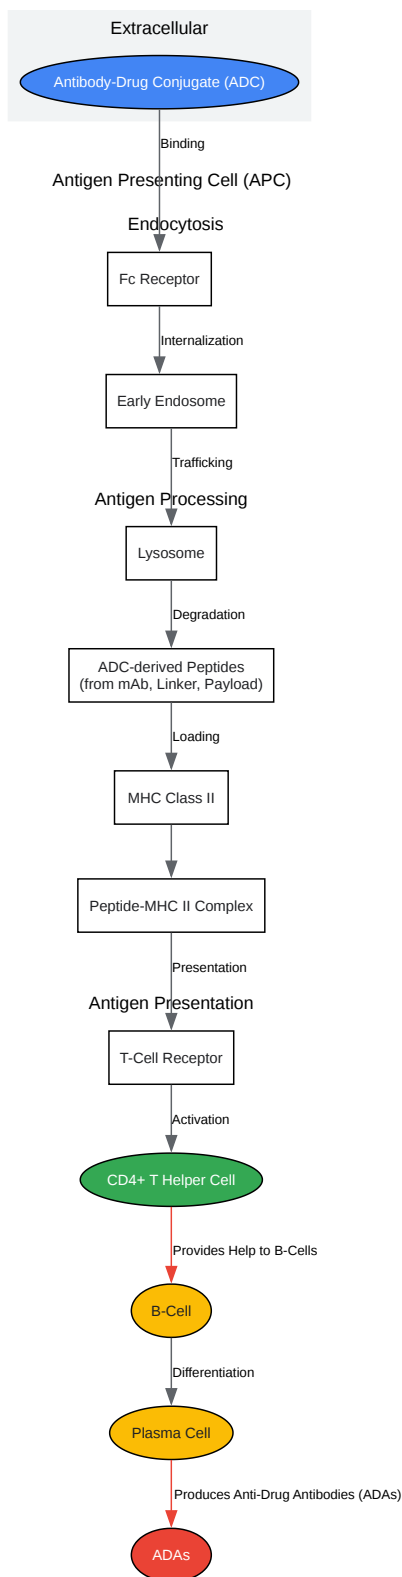 Extracellular
Antibody-Drug Conjugate (ADC)
Binding
Antigen Presenting Cell (APC)
Endocytosis
Fc Receptor
Internalization
Early Endosome
Trafficking
Antigen Processing
Lysosome
Degradation
ADC-derived Peptides
(from mAb, Linker, Payload)
Loading
MHC Class II
Peptide-MHC II Complex
Presentation
Antigen Presentation
T-Cell Receptor
Activation
CD4+ T Helper Cell
Provides Help to B-Cells
B-Cell
Differentiation
Plasma Cell
Produces Anti-Drug Antibodies (ADAs)
ADAs